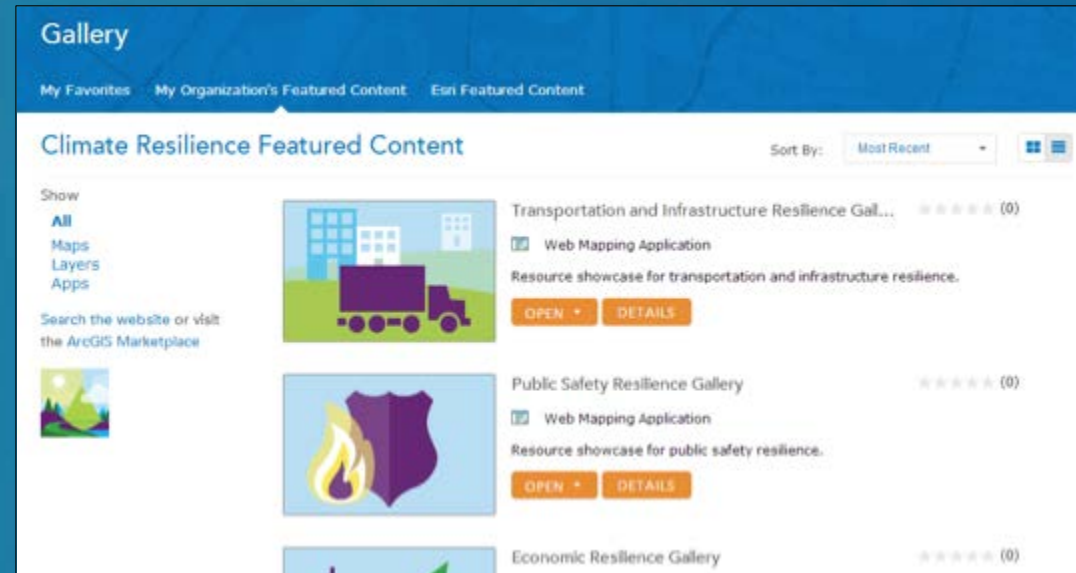 Gallery
My Favorites My Organization's Featured Content Esri Featured Content
Climate Resilience Featured Content
Sort By: Most Recent
Show
All
Maps
Layers
Apps
Search the website or visit
the ArcGIS Marketplace
Transportation and Infrastructure Resilience Gall... (0)
Web Mapping Application
Resource showcase for transportation and infrastructure resilience.
OPEN DETAILS
Public Safety Resilience Gallery (0)
Web Mapping Application
Resource showcase for public safety resilience.
OPEN DETAILS
Economic Resilience Gallery (0)